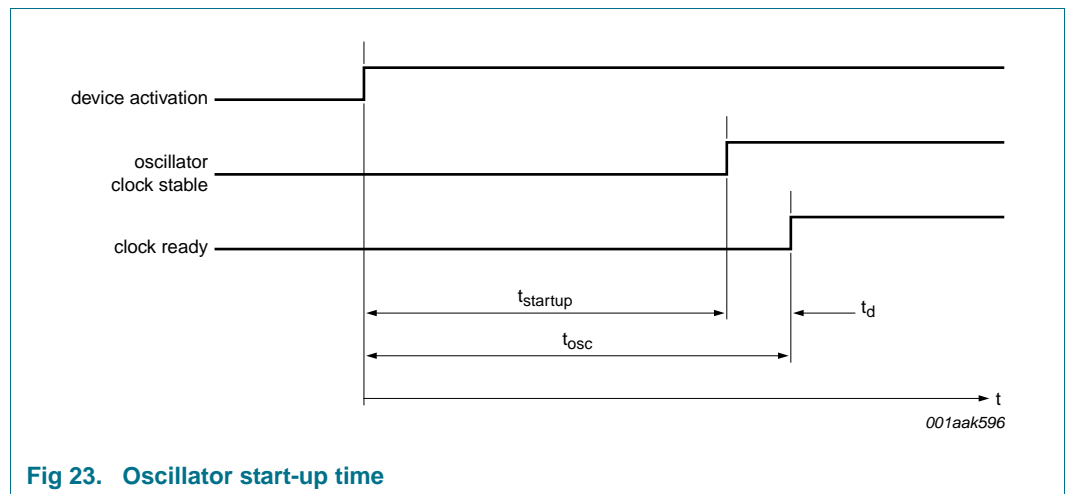 device activation
oscillator
clock stable
clock ready
tstartup
td
tosc
t
001aak596
Fig 23. Oscillator start-up time